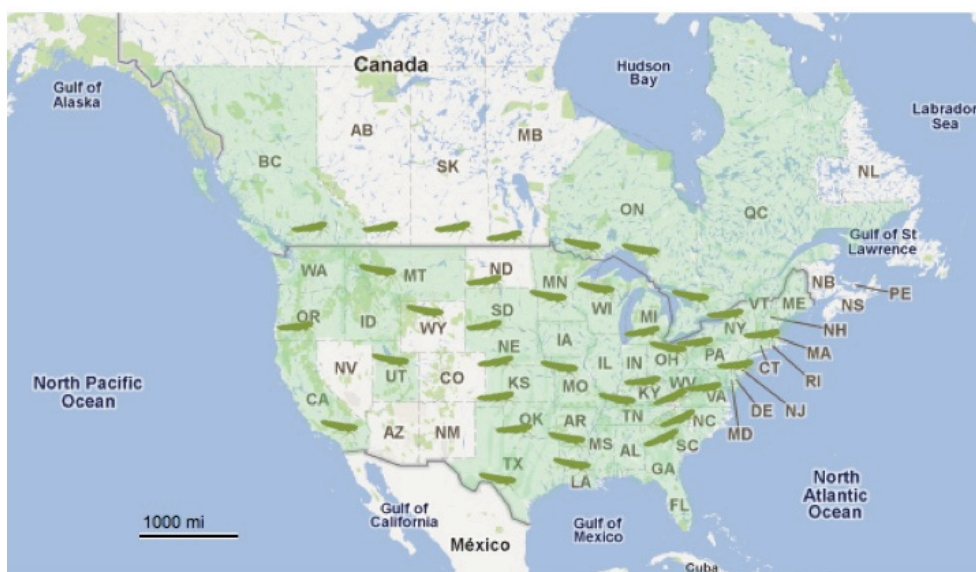 Canada
Hudson
Bay
Gulf of
Alaska
Labrador
Sea
AB
MB
BC
SK
NL
ON
QC
Gulf of St
Lawrence
WA
MT
ND
MN
NB
PE
NS
OR
ID
SD
WI
MI
VT
ME
WY
NY
NH
IA
NE
MA
NV
UT
CO
IL
IN
OH
PA
CT
RI
North Pacific
Ocean
KS
MO
WV
NJ
CA
KY
VA
DE
MD
AZ
NM
OK
AR
TN
NC
MS
AL
SC
TX
LA
GA
FL
North
Atlantic
Ocean
1000 mi
Gulf of
California
México
Gulf of
Mexico
Cuba